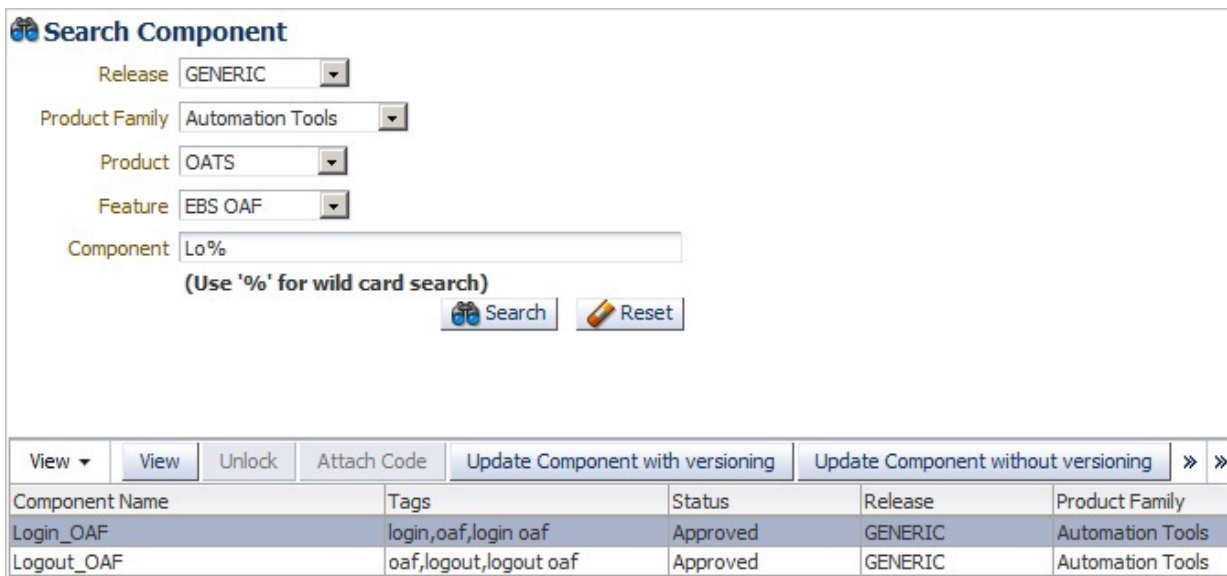 Search Component
Release GENERIC
Product Family Automation Tools
Product OATS
Feature EBS OAF
Component Lo%
(Use '%' for wild card search)
Search Reset
View View Unlock Attach Code Update Component with versioning Update Component without versioning » »
Component Name Tags Status Release Product Family
Login_OAF login,oaf,login oaf Approved GENERIC Automation Tools
Logout_OAF oaf,logout,logout oaf Approved GENERIC Automation Tools